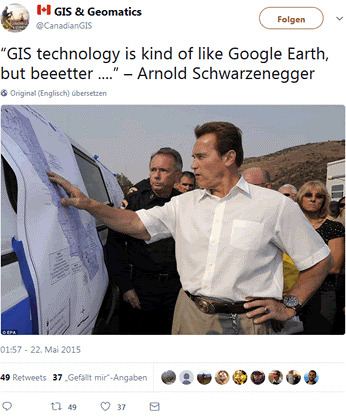 GIS & Geomatics
@CanadianGIS
Folgen
“GIS technology is kind of like Google Earth,
but beeetter ....” – Arnold Schwarzenegger
Original (Englisch) übersetzen
© EPA
01:57 - 22. Mai 2015
49 Retweets 37 „Gefällt mir“-Angaben
49 37